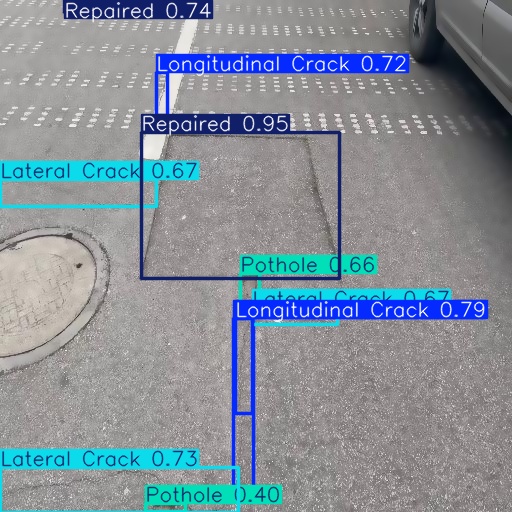 Repaired 0.74
Longitudinal Crack 0.72
Repaired 0.95
Lateral Crack 0.67
Pothole 0.66
Lateral Crack 0.67
Longitudinal Crack 0.79
Lateral Crack 0.73
Pothole 0.40